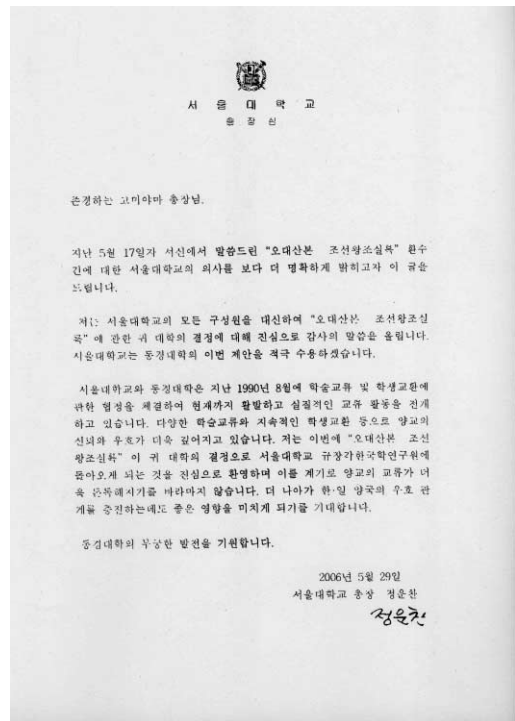 서 울 대 학 교
총 장 실
존경하는 고미야마 총장님.
지난 5월 17일자 서신에서 말씀드린 "오대산본 조선왕조실록" 환수
건에 대한 서울대학교의 의사를 보다 더 명확하게 밝히고자 이 글을
드립니다.
저는 서울대학교의 모든 구성원을 대신하여 "오대산본 조선왕조실
록" 에 관한 귀 대학의 결정에 대해 진심으로 감사의 말씀을 올립니다.
서울대학교는 동경대학의 이번 제안을 적극 수용하겠습니다.
서울대학교와 동경대학은 지난 1990년 8월에 학술교류 및 학생교환에
관한 협정을 체결하여 현재까지 활발하고 실질적인 교류 활동을 전개
하고 있습니다. 다양한 학술교류와 지속적인 학생교환 등으로 양교의
신뢰와 우호가 더욱 깊어지고 있습니다. 저는 이번에 "오대산본 조선
왕조실록" 이 귀 대학의 결정으로 서울대학교 규장각한국학연구원에
돌아오게 되는 것을 진심으로 환영하며 이를 계기로 양교의 교류가 더
욱 돈독해지기를 바라마지 않습니다. 더 나아가 한·일 양국의 우호 관
계를 증진하는데도 좋은 영향을 미치게 되기를 기대합니다.
동경대학의 무궁한 발전을 기원합니다.
2006년 5월 29일
서울대학교 총장 정운찬
정운찬